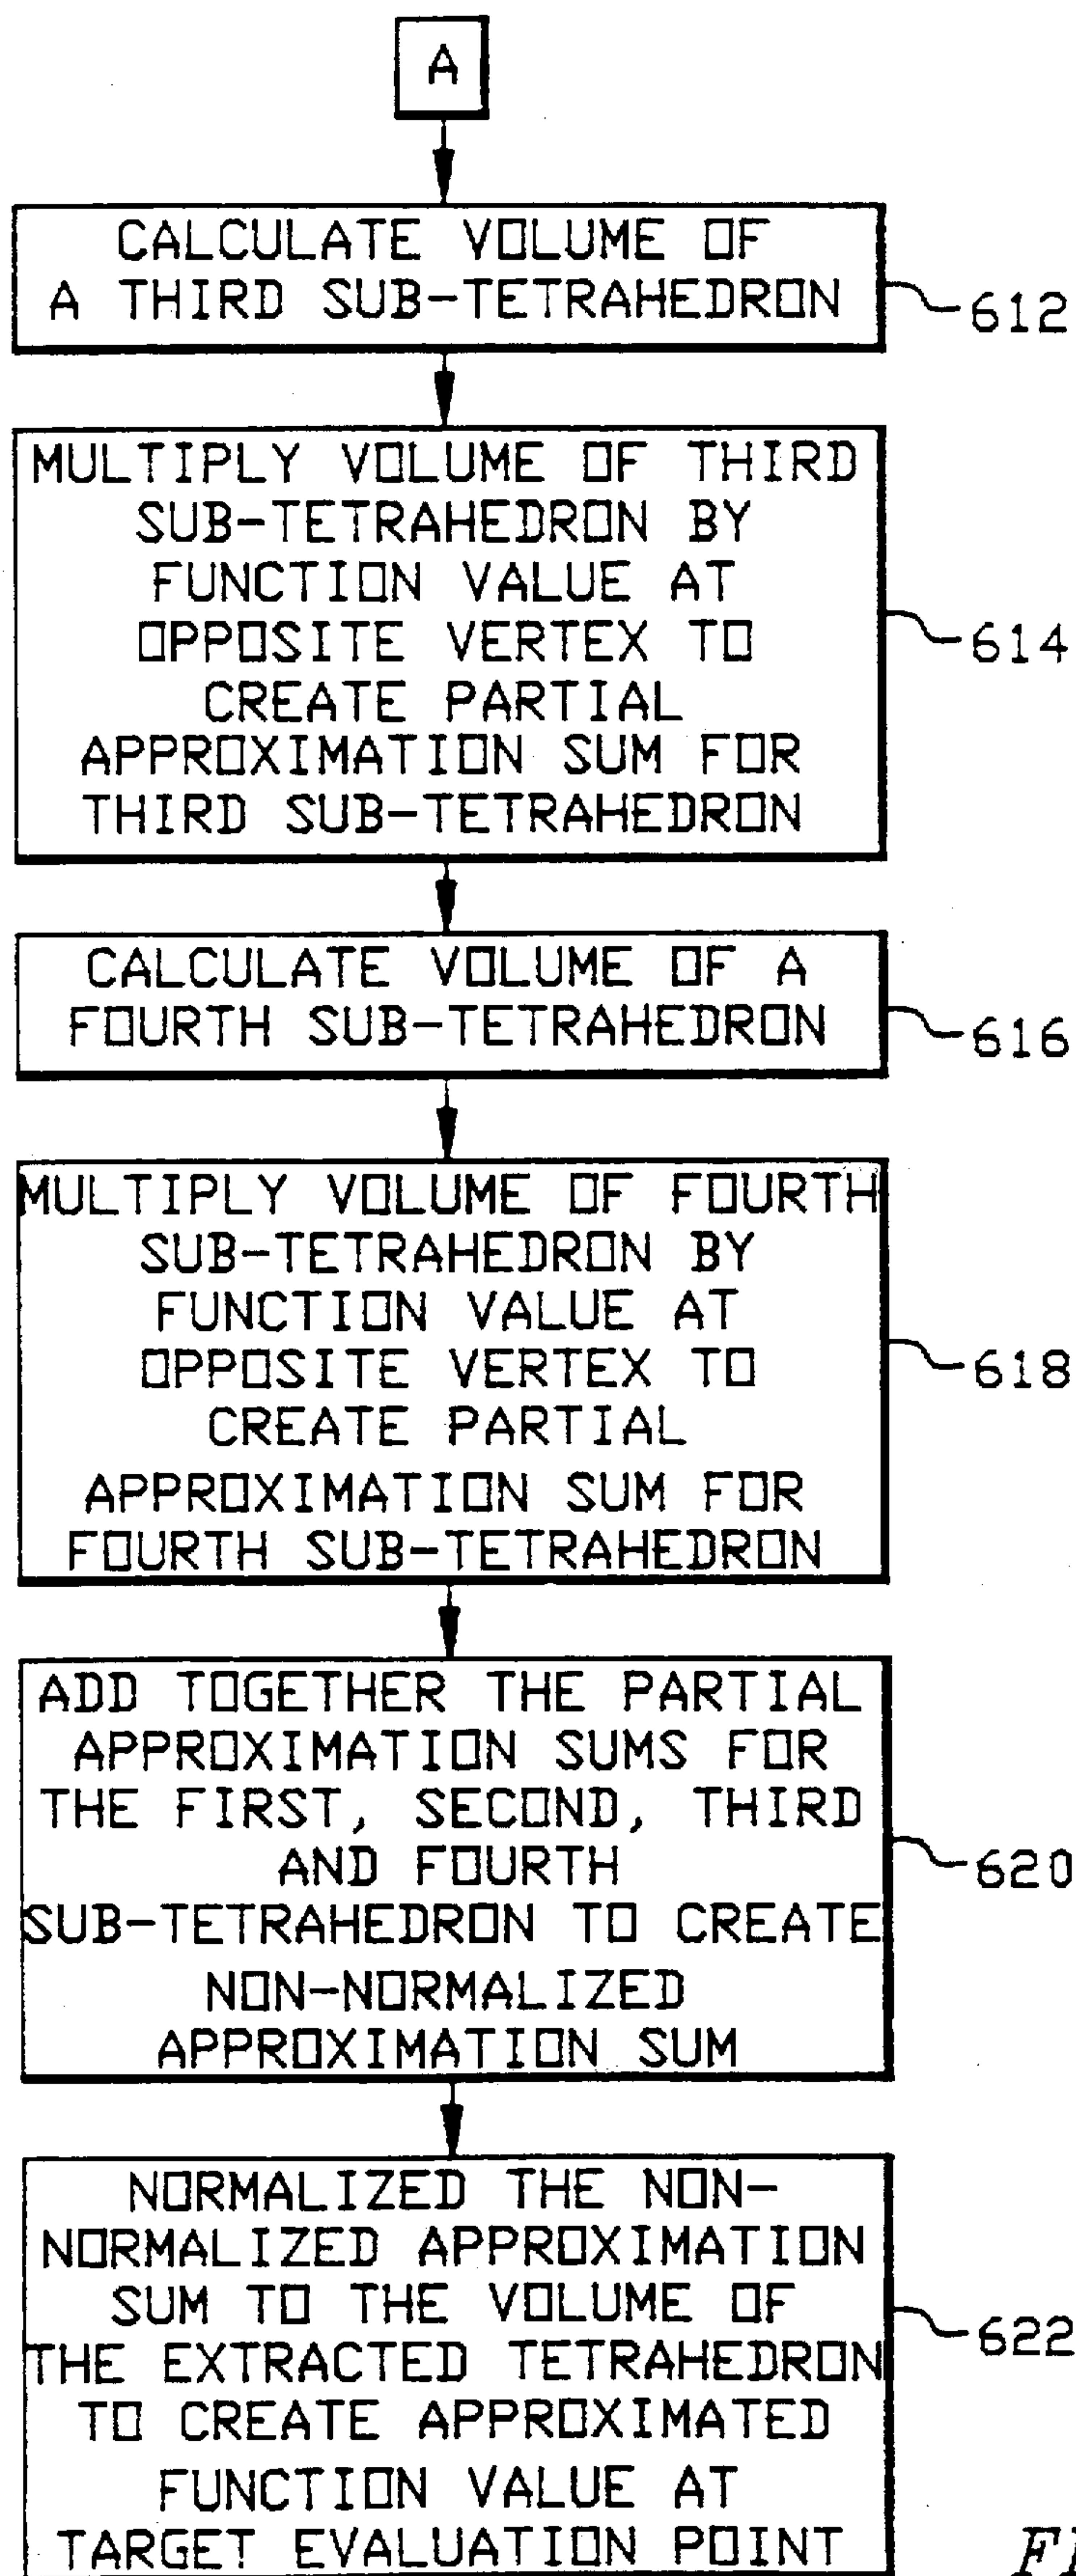 A
CALCULATE VOLUME OF
A THIRD SUB-TETRAHEDRON
612
MULTIPLY VOLUME OF THIRD
SUB-TETRAHEDRON BY
FUNCTION VALUE AT
OPPOSITE VERTEX TO
CREATE PARTIAL
APPROXIMATION SUM FOR
THIRD SUB-TETRAHEDRON
614
CALCULATE VOLUME OF A
FOURTH SUB-TETRAHEDRON
616
MULTIPLY VOLUME OF FOURTH
SUB-TETRAHEDRON BY
FUNCTION VALUE AT
OPPOSITE VERTEX TO
CREATE PARTIAL
APPROXIMATION SUM FOR
FOURTH SUB-TETRAHEDRON
618
ADD TOGETHER THE PARTIAL
APPROXIMATION SUMS FOR
THE FIRST, SECOND, THIRD
AND FOURTH
SUB-TETRAHEDRON TO CREATE
NON-NORMALIZED
APPROXIMATION SUM
620
NORMALIZED THE NON-
NORMALIZED APPROXIMATION
SUM TO THE VOLUME OF
THE EXTRACTED TETRAHEDRON
TO CREATE APPROXIMATED
FUNCTION VALUE AT
TARGET EVALUATION POINT
622